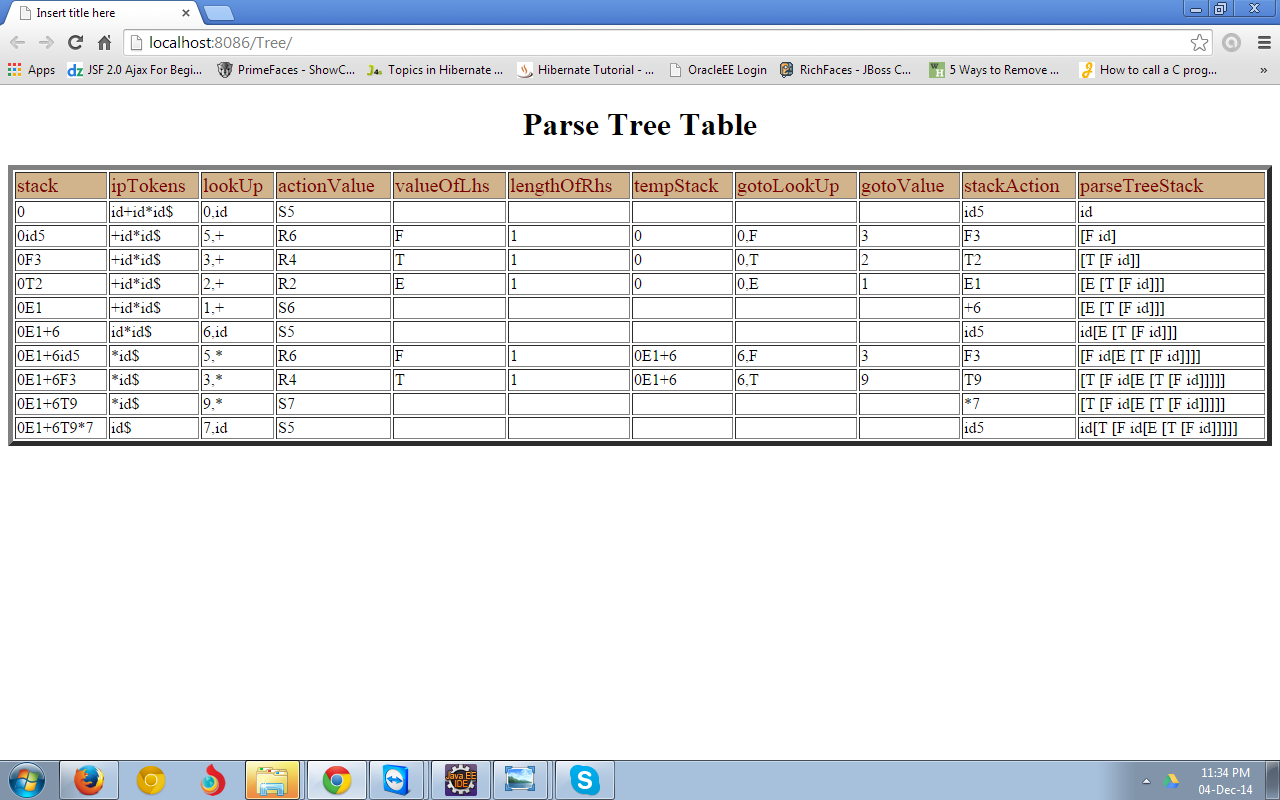 Insert title here
localhost:8086/Tree/
Apps JSF 2.0 Ajax For Begi... PrimeFaces - ShowC... Topics in Hibernate ... Hibernate Tutorial - ... OracleEE Login RichFaces - JBoss C... 5 Ways to Remove ... How to call a C prog... »
Parse Tree Table
stack ipTokens lookUp actionValue valueOfLhs lengthOfRhs tempStack gotoLookUp gotoValue stackAction parseTreeStack
0 id+id*id$ 0,id S5 id5 id
0id5 +id*id$ 5,+ R6 F 1 0 0,F 3 F3 [F id]
0F3 +id*id$ 3,+ R4 T 1 0 0,T 2 T2 [T [F id]]
0T2 +id*id$ 2,+ R2 E 1 0 0,E 1 E1 [E [T [F id]]]
0E1 +id*id$ 1,+ S6 +6 [E [T [F id]]]
0E1+6 id*id$ 6,id S5 id5 id[E [T [F id]]]
0E1+6id5 *id$ 5,* R6 F 1 0E1+6 6,F 3 F3 [F id[E [T [F id]]]]
0E1+6F3 *id$ 3,* R4 T 1 0E1+6 6,T 9 T9 [T [F id[E [T [F id]]]]]
0E1+6T9 *id$ 9,* S7 *7 [T [F id[E [T [F id]]]]]
0E1+6T9*7 id$ 7,id S5 id5 id[T [F id[E [T [F id]]]]]
Java EE
IDE
11:34 PM
04-Dec-14